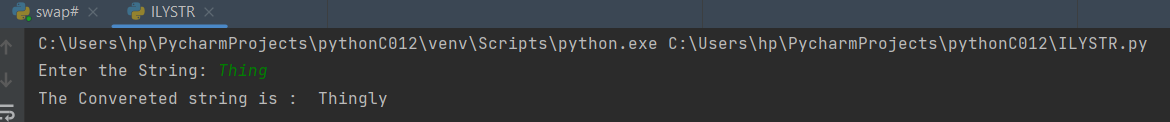 swap# ILYSTR
C:\Users\hp\PycharmProjects\pythonC012\venv\Scripts\python.exe C:\Users\hp\PycharmProjects\pythonC012\ILYSTR.py
Enter the String: Thing
The Convereted string is :  Thingly